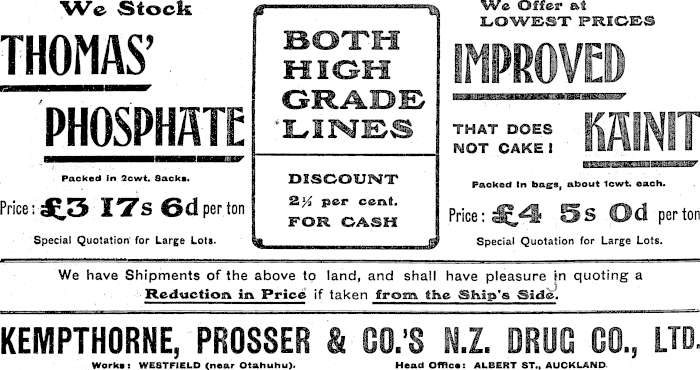 We Stock
THOMAS'
PHOSPHATE
Packed in 2cwt. Sacks.
Price: £3 17s 6d per ton
Special Quotation for Large Lots.
BOTH
HIGH
GRADE
LINES
DISCOUNT
2½ per cent.
FOR CASH
We Offer at
LOWEST PRICES
IMPROVED
THAT DOES
NOT CAKE!
KAINIT
Packed in bags, about 1cwt. each.
Price: £4 5s 0d per ton
Special Quotation for Large Lots.
We have Shipments of the above to land, and shall have pleasure in quoting a
Reduction in Price if taken from the Ship's Side.
KEMPTHORNE, PROSSER & CO.'S N.Z. DRUG CO., LTD.
Works: WESTFIELD (near Otahuhu). Head Office: ALBERT ST., AUCKLAND.